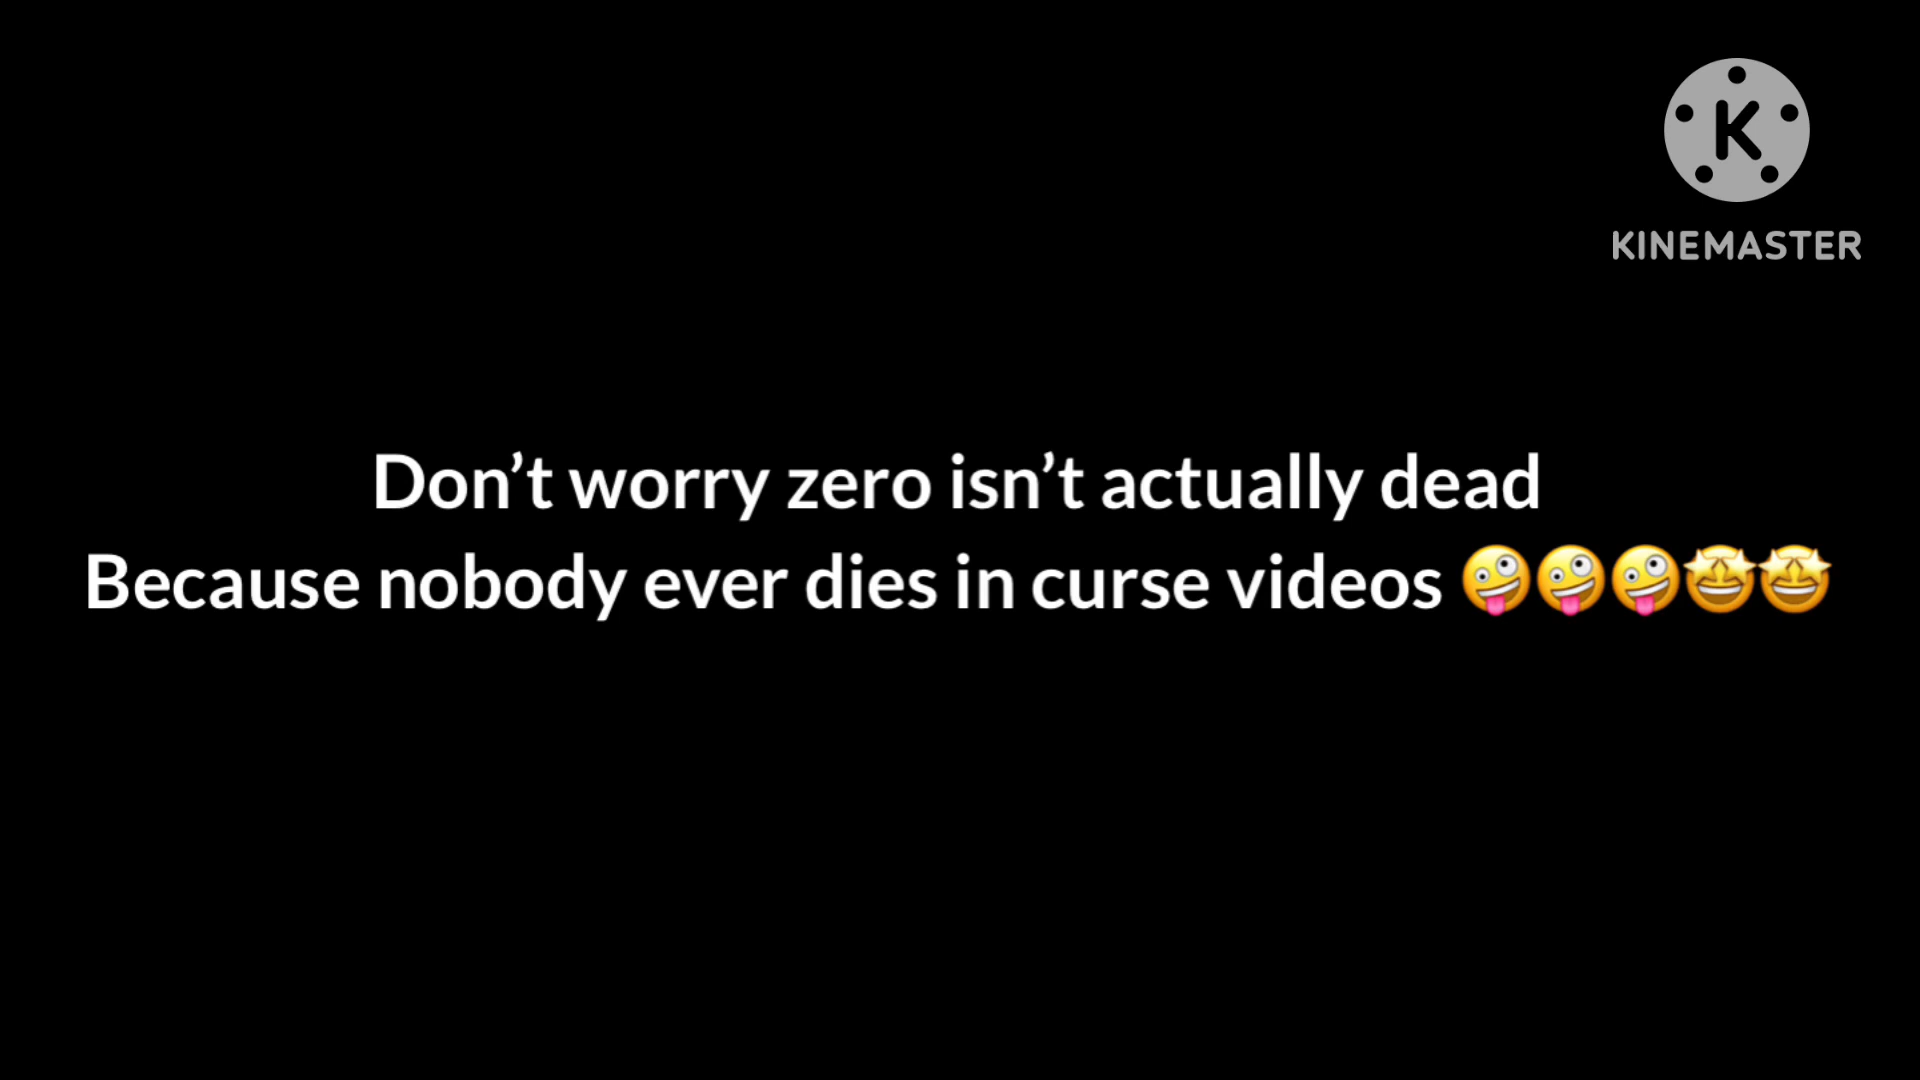 K
KINEMASTER
Don’t worry zero isn’t actually dead
Because nobody ever dies in curse videos 🤪🤪🤪🤩🤩